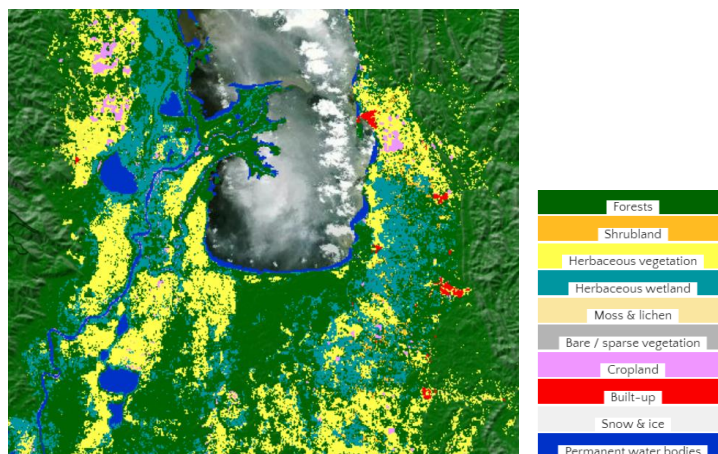 Forests
Shrubland
Herbaceous vegetation
Herbaceous wetland
Moss & lichen
Bare / sparse vegetation
Cropland
Built-up
Snow & ice
Permanent water bodies